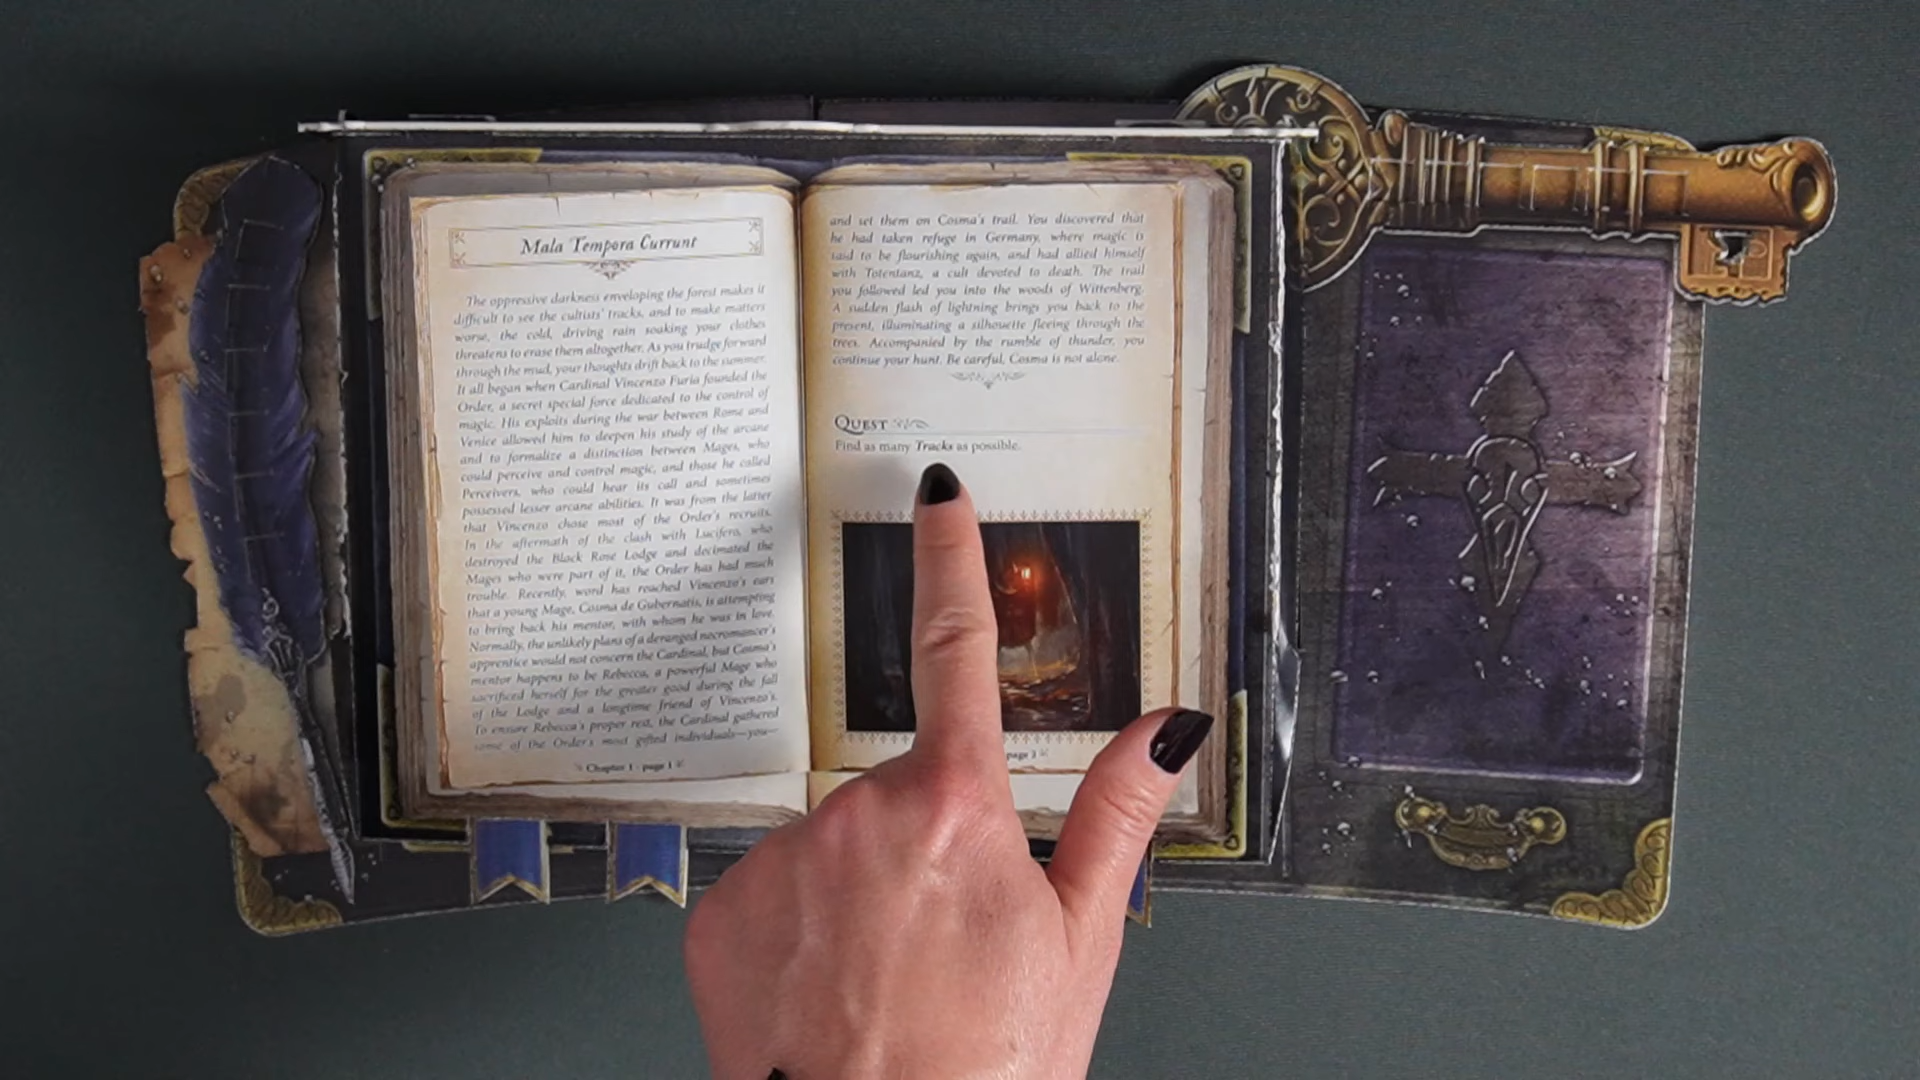 Mala Tempora Currunt
The oppressive darkness enveloping the forest makes it
difficult to see the cultists' tracks, and to make matters
worse, the cold, driving rain soaking your clothes
threatens to erase them altogether. As you trudge forward
through the mud, your thoughts drift back to the summer.
It all began when Cardinal Vincenzo Furia founded the
Order, a secret special force dedicated to the control of
magic. His exploits during the war between Rome and
Venice allowed him to deepen his study of the arcane
and to formalize a distinction between Mages, who
could perceive and control magic, and those he called
Perceivers, who could hear its call and sometimes
possessed lesser arcane abilities. It was from the latter
that Vincenzo chose most of the Order's recruits.
In the aftermath of the clash with Lucifero, who
destroyed the Black Rose Lodge and decimated the
Mages who were part of it, the Order has had much
trouble. Recently, word has reached Vincenzo's ears
that a young Mage, Cosma de Gubernatis, is attempting
to bring back his mentor, with whom he was in love.
Normally, the unlikely plans of a deranged necromancer's
apprentice would not concern the Cardinal, but Cosma's
mentor happens to be Rebecca, a powerful Mage who
sacrificed herself for the greater good during the fall
of the Lodge and a longtime friend of Vincenzo's.
To ensure Rebecca's proper rest, the Cardinal gathered
some of the Order's most gifted individuals—you—
Chapter 1 - page 1
and set them on Cosma's trail. You discovered that
he had taken refuge in Germany, where magic is
said to be flourishing again, and had allied himself
with Totentanz, a cult devoted to death. The trail
you followed led you into the woods of Wittenberg.
A sudden flash of lightning brings you back to the
present, illuminating a silhouette fleeing through the
trees. Accompanied by the rumble of thunder, you
continue your hunt. Be careful, Cosma is not alone.
QUEST
Find as many Tracks as possible.
page